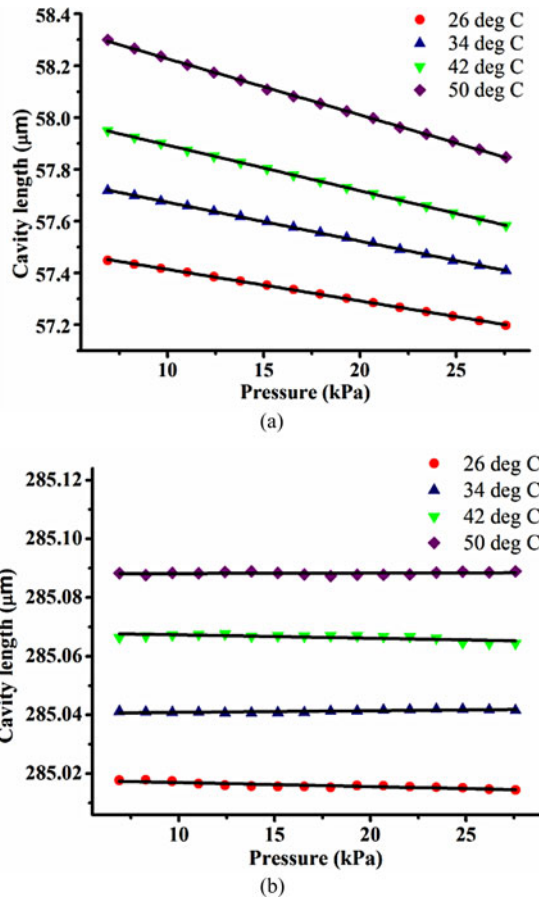 58.4
58.2
58.0
57.8
57.6
57.4
57.2
Cavity length (μm)
26 deg C
34 deg C
42 deg C
50 deg C
10 15 20 25
Pressure (kPa)
(a)
285.12
285.10
285.08
285.06
285.04
285.02
Cavity length (μm)
26 deg C
34 deg C
42 deg C
50 deg C
10 15 20 25
Pressure (kPa)
(b)